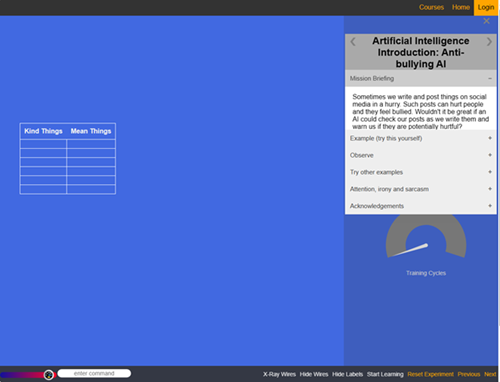 Courses Home Login
Artificial Intelligence
Introduction: Anti-
bullying AI
Mission Briefing
Sometimes we write and post things on social
media in a hurry. Such posts can hurt people
and they feel bullied. Wouldn't it be great if an
AI could check our posts as we write them and
warn us if they are potentially hurtful?
Example (try this yourself)
Observe
Try other examples
Attention, irony and sarcasm
Acknowledgements
Kind Things Mean Things
Training Cycles
enter command
X-Ray Wires Hide Wires Hide Labels Start Learning Reset Experiment Previous Next